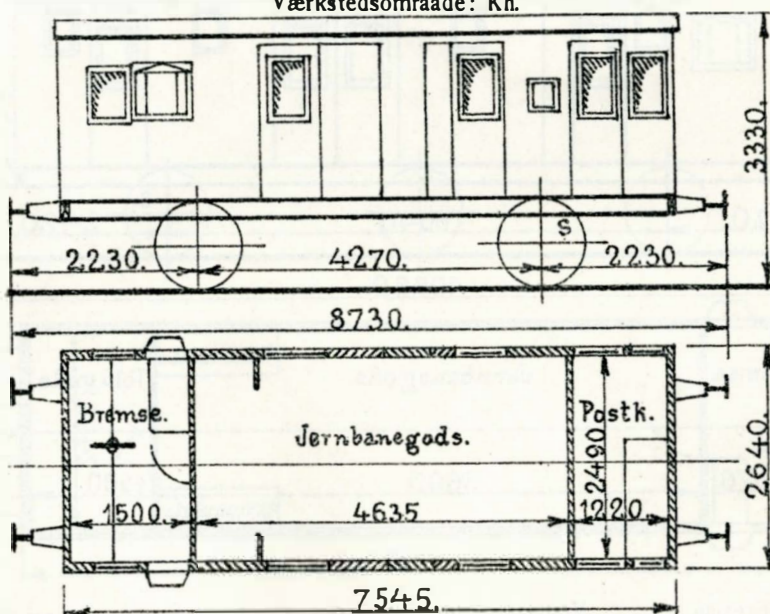 Værkstedsomraade: Kh.
3330.
S
2230. 4270. 2230.
8730.
Bremse. Jernbanegods. Postk.
2490
2640.
1500. 4635 1220.
7545.